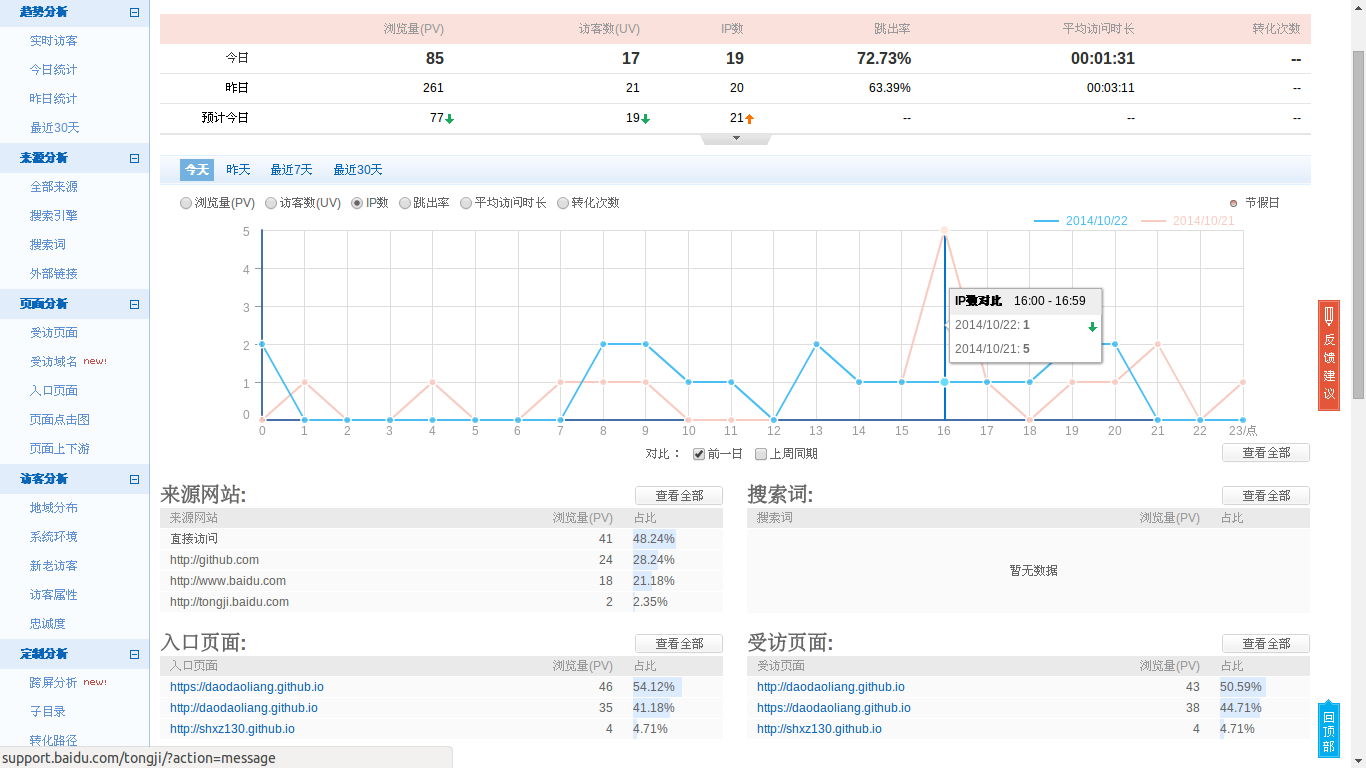 趋势分析
实时访客
今日统计
昨日统计
最近30天
来源分析
全部来源
搜索引擎
搜索词
外部链接
页面分析
受访页面
受访域名 new!
入口页面
页面点击图
页面上下游
访客分析
地域分布
系统环境
新老访客
访客属性
忠诚度
定制分析
跨屏分析 new!
子目录
转化路径
浏览量(PV) 访客数(UV) IP数 跳出率 平均访问时长 转化次数
今日 85 17 19 72.73% 00:01:31 --
昨日 261 21 20 63.39% 00:03:11 --
预计今日 77 19 21 -- -- --
今天 昨天 最近7天 最近30天
浏览量(PV) 访客数(UV) IP数 跳出率 平均访问时长 转化次数 节假日
2014/10/22 2014/10/21
5
4
3
2
1
0
IP数对比 16:00 - 16:59
2014/10/22: 1
2014/10/21: 5
0 1 2 3 4 5 6 7 8 9 10 11 12 13 14 15 16 17 18 19 20 21 22 23/点
对比： 前一日 上周同期 查看全部
来源网站: 查看全部
来源网站 浏览量(PV) 占比
直接访问 41 48.24%
http://github.com 24 28.24%
http://www.baidu.com 18 21.18%
http://tongji.baidu.com 2 2.35%
搜索词: 查看全部
搜索词 浏览量(PV) 占比
暂无数据
入口页面: 查看全部
入口页面 浏览量(PV) 占比
https://daodaoliang.github.io 46 54.12%
http://daodaoliang.github.io 35 41.18%
http://shxz130.github.io 4 4.71%
受访页面: 查看全部
受访页面 浏览量(PV) 占比
http://daodaoliang.github.io 43 50.59%
https://daodaoliang.github.io 38 44.71%
http://shxz130.github.io 4 4.71%
反馈建议
回顶部
support.baidu.com/tongji/?action=message